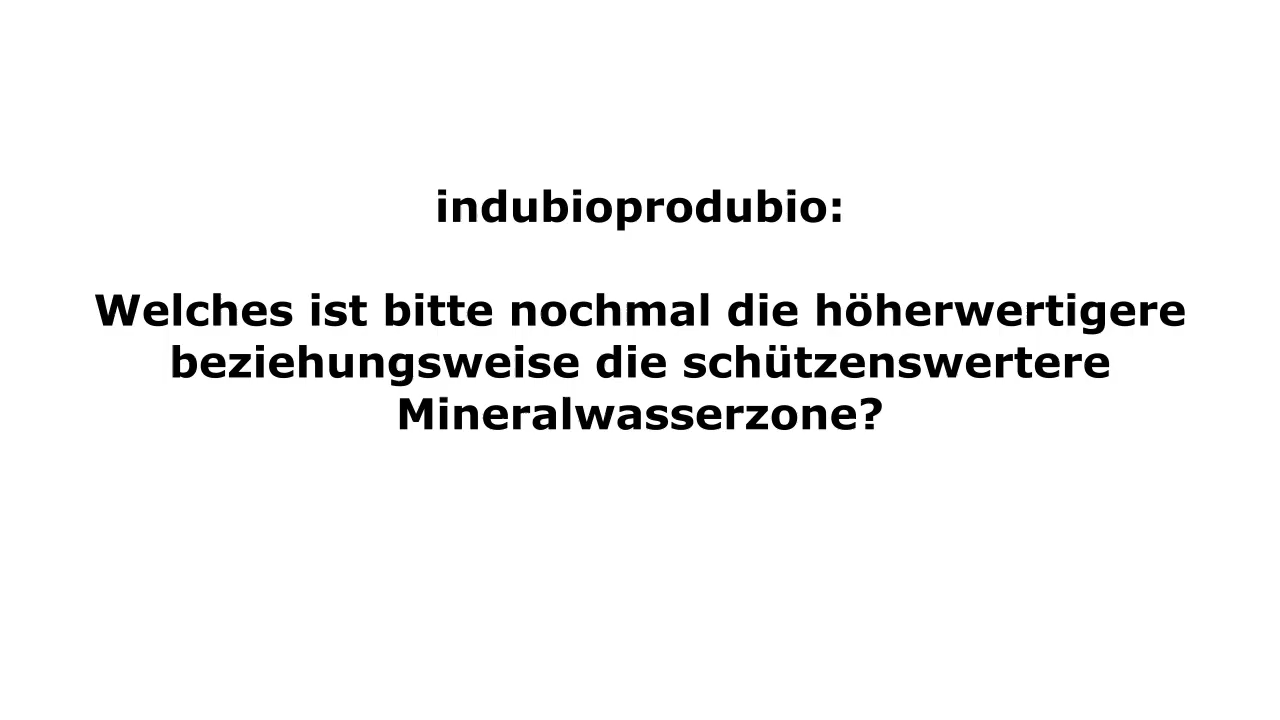 indubioprodubio:
Welches ist bitte nochmal die höherwertigere
beziehungsweise die schützenswertere
Mineralwasserzone?